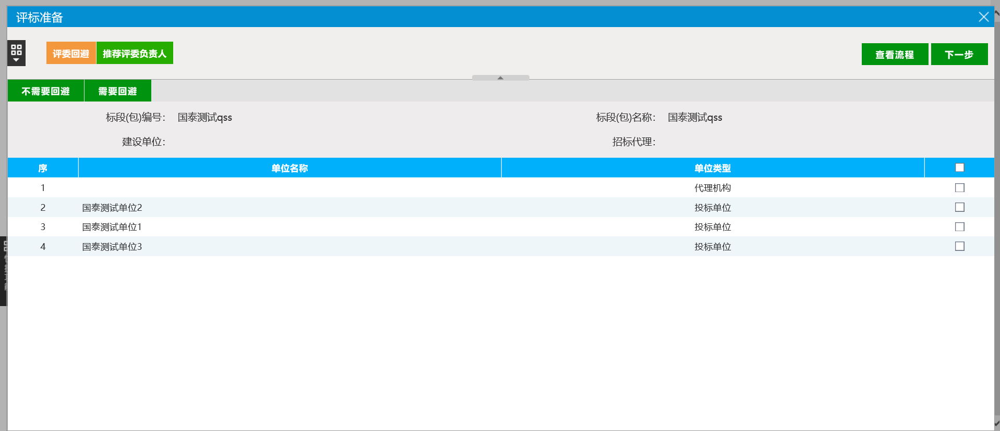 评标准备
评委回避 推荐评委负责人 查看流程 下一步
不需要回避 需要回避
标段(包)编号： 国泰测试qss 标段(包)名称： 国泰测试qss
建设单位： 招标代理：
序 单位名称 单位类型
1 代理机构
2 国泰测试单位2 投标单位
3 国泰测试单位1 投标单位
4 国泰测试单位3 投标单位